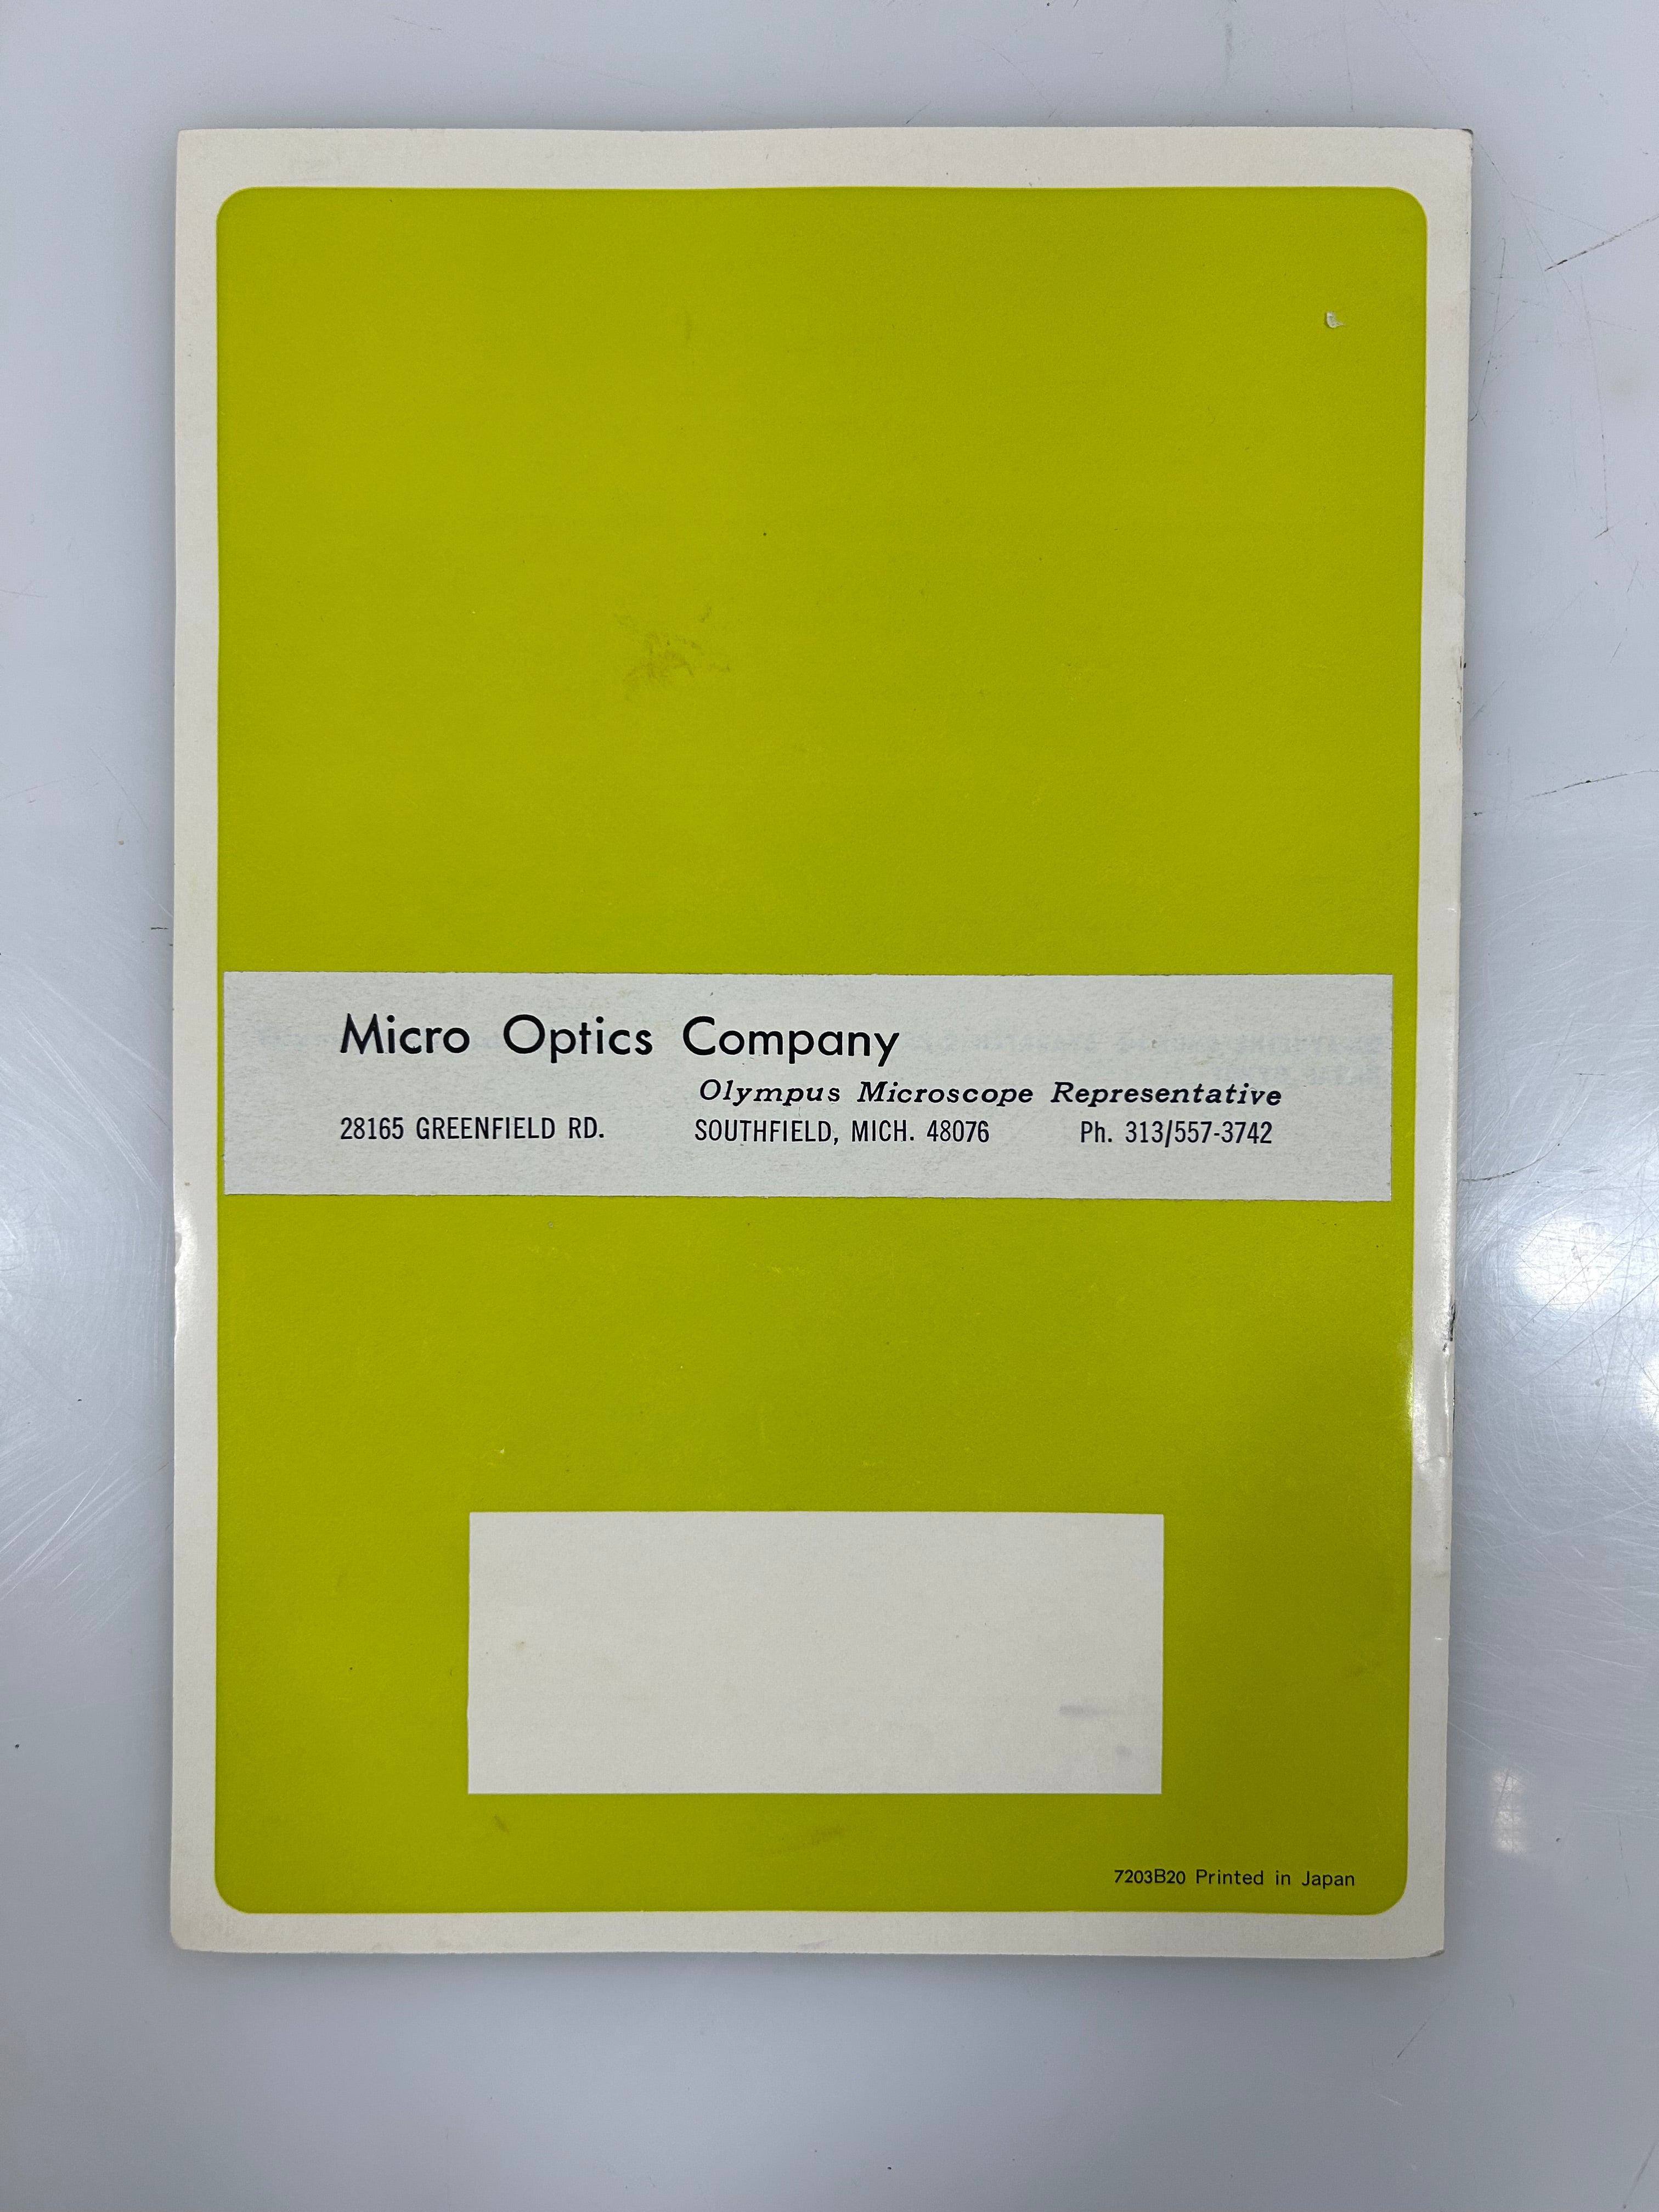 Micro Optics Company
Olympus Microscope Representative
28165 GREENFIELD RD. SOUTHFIELD, MICH. 48076 Ph. 313/557-3742
7203B20 Printed in Japan